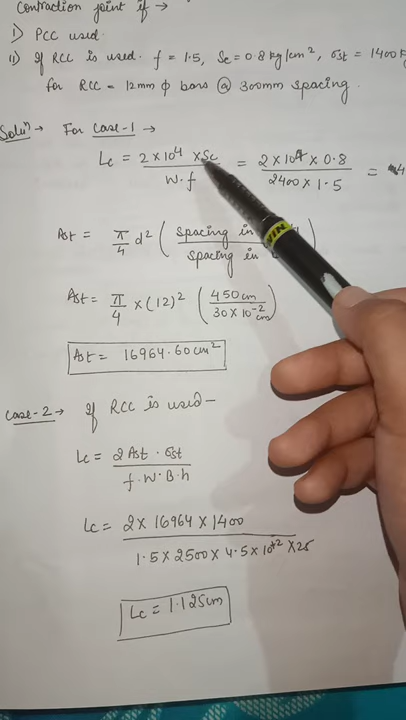 Contraction joint if →
i) PCC used.
ii) If RCC is used. f = 1.5, Sc = 0.8 kg/cm², σst = 1400 k
for RCC = 12mm ϕ bars @ 300mm spacing.
Soluⁿ → For Case-1 →
Lc = 2 × 10⁴ × Sc / W.f = 2 × 10⁴ × 0.8 / 2400 × 1.5 =
Ast = π/4 d² ( Spacing in / spacing in )
Ast = π/4 × (12)² ( 450cm / 30 × 10⁻² cm )
Ast = 16964.60 cm²
Case-2 → If RCC is used –
Lc = 2 Ast . σst / f . W . B . h
Lc = 2 × 16964 × 1400 / 1.5 × 2500 × 4.5 × 10⁺² × 25
Lc = 1.125cm
WIN